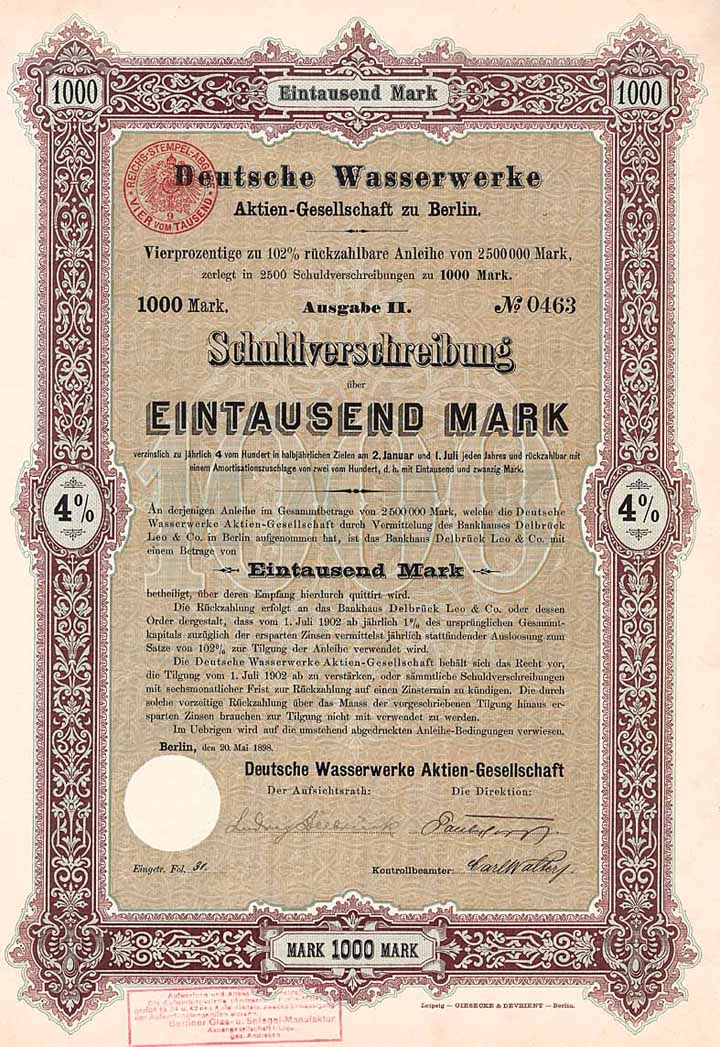 1000 Eintausend Mark 1000
REICHS-STEMPEL-ABGABE
VIER VOM TAUSEND
9
Deutsche Wasserwerke
Aktien-Gesellschaft zu Berlin.
Vierprozentige zu 102% rückzahlbare Anleihe von 2500000 Mark,
zerlegt in 2500 Schuldverschreibungen zu 1000 Mark.
1000 Mark. Ausgabe II. № 0463
Schuldverschreibung
über
EINTAUSEND MARK
verzinslich zu jährlich 4 vom Hundert in halbjährlichen Zielen am 2. Januar und 1. Juli jeden Jahres und rückzahlbar mit
einem Amortisationszuschlage von zwei vom Hundert, d. h. mit Eintausend und zwanzig Mark.
4% 4%
1000
An derjenigen Anleihe im Gesammtbetrage von 2500000 Mark, welche die Deutsche
Wasserwerke Aktien-Gesellschaft durch Vermittelung des Bankhauses Delbrück
Leo & Co. in Berlin aufgenommen hat, ist das Bankhaus Delbrück Leo & Co. mit
einem Betrage von
Eintausend Mark
betheiligt, über deren Empfang hierdurch quittirt wird.
Die Rückzahlung erfolgt an das Bankhaus Delbrück Leo & Co. oder dessen
Order dergestalt, dass vom 1. Juli 1902 ab jährlich 1% des ursprünglichen Gesammt-
kapitals zuzüglich der ersparten Zinsen vermittelst jährlich stattfindender Ausloosung zum
Satze von 102% zur Tilgung der Anleihe verwendet wird.
Die Deutsche Wasserwerke Aktien-Gesellschaft behält sich das Recht vor,
die Tilgung vom 1. Juli 1902 ab zu verstärken, oder sämmtliche Schuldverschreibungen
mit sechsmonatlicher Frist zur Rückzahlung auf einen Zinstermin zu kündigen. Die durch
solche vorzeitige Rückzahlung über das Maass der vorgeschriebenen Tilgung hinaus er-
sparten Zinsen brauchen zur Tilgung nicht mit verwendet zu werden.
Im Uebrigen wird auf die umstehend abgedruckten Anleihe-Bedingungen verwiesen.
Berlin, den 20. Mai 1898.
Deutsche Wasserwerke Aktien-Gesellschaft
Der Aufsichtsrath: Die Direktion:
Ludwig Delbrück
Eingetr. Fol. 31. Kontrollbeamter: Carl Walter
MARK 1000 MARK
Leipzig — GIESECKE & DEVRIENT — Berlin.
Berliner Glas- u. Spiegel-Manufaktur